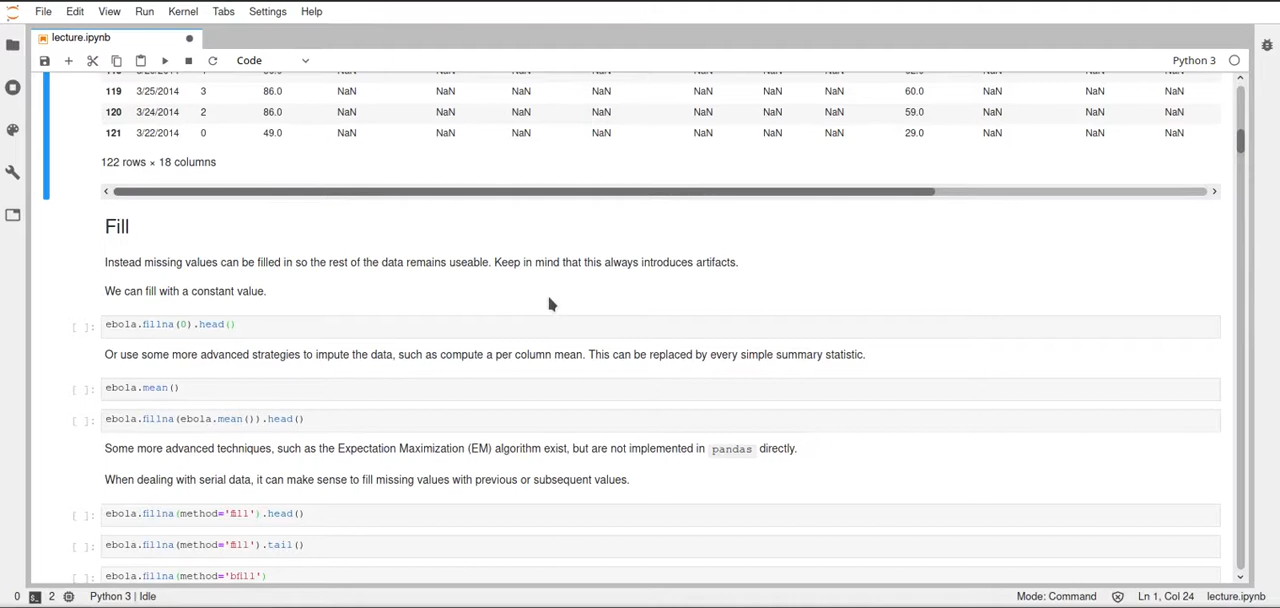 File Edit View Run Kernel Tabs Settings Help
lecture.ipynb
Code
Python 3
119 3/25/2014 3 86.0 NaN NaN NaN NaN NaN NaN NaN 60.0 NaN NaN NaN
120 3/24/2014 2 86.0 NaN NaN NaN NaN NaN NaN NaN 59.0 NaN NaN NaN
121 3/22/2014 0 49.0 NaN NaN NaN NaN NaN NaN NaN 29.0 NaN NaN NaN
122 rows × 18 columns
Fill
Instead missing values can be filled in so the rest of the data remains useable. Keep in mind that this always introduces artifacts.
We can fill with a constant value.
[ ]: ebola.fillna(0).head()
Or use some more advanced strategies to impute the data, such as compute a per column mean. This can be replaced by every simple summary statistic.
[ ]: ebola.mean()
[ ]: ebola.fillna(ebola.mean()).head()
Some more advanced techniques, such as the Expectation Maximization (EM) algorithm exist, but are not implemented in pandas directly.
When dealing with serial data, it can make sense to fill missing values with previous or subsequent values.
[ ]: ebola.fillna(method='ffill').head()
[ ]: ebola.fillna(method='ffill').tail()
[ ]: ebola.fillna(method='bfill')
0 2 Python 3 | Idle Mode: Command Ln 1, Col 24 lecture.ipynb